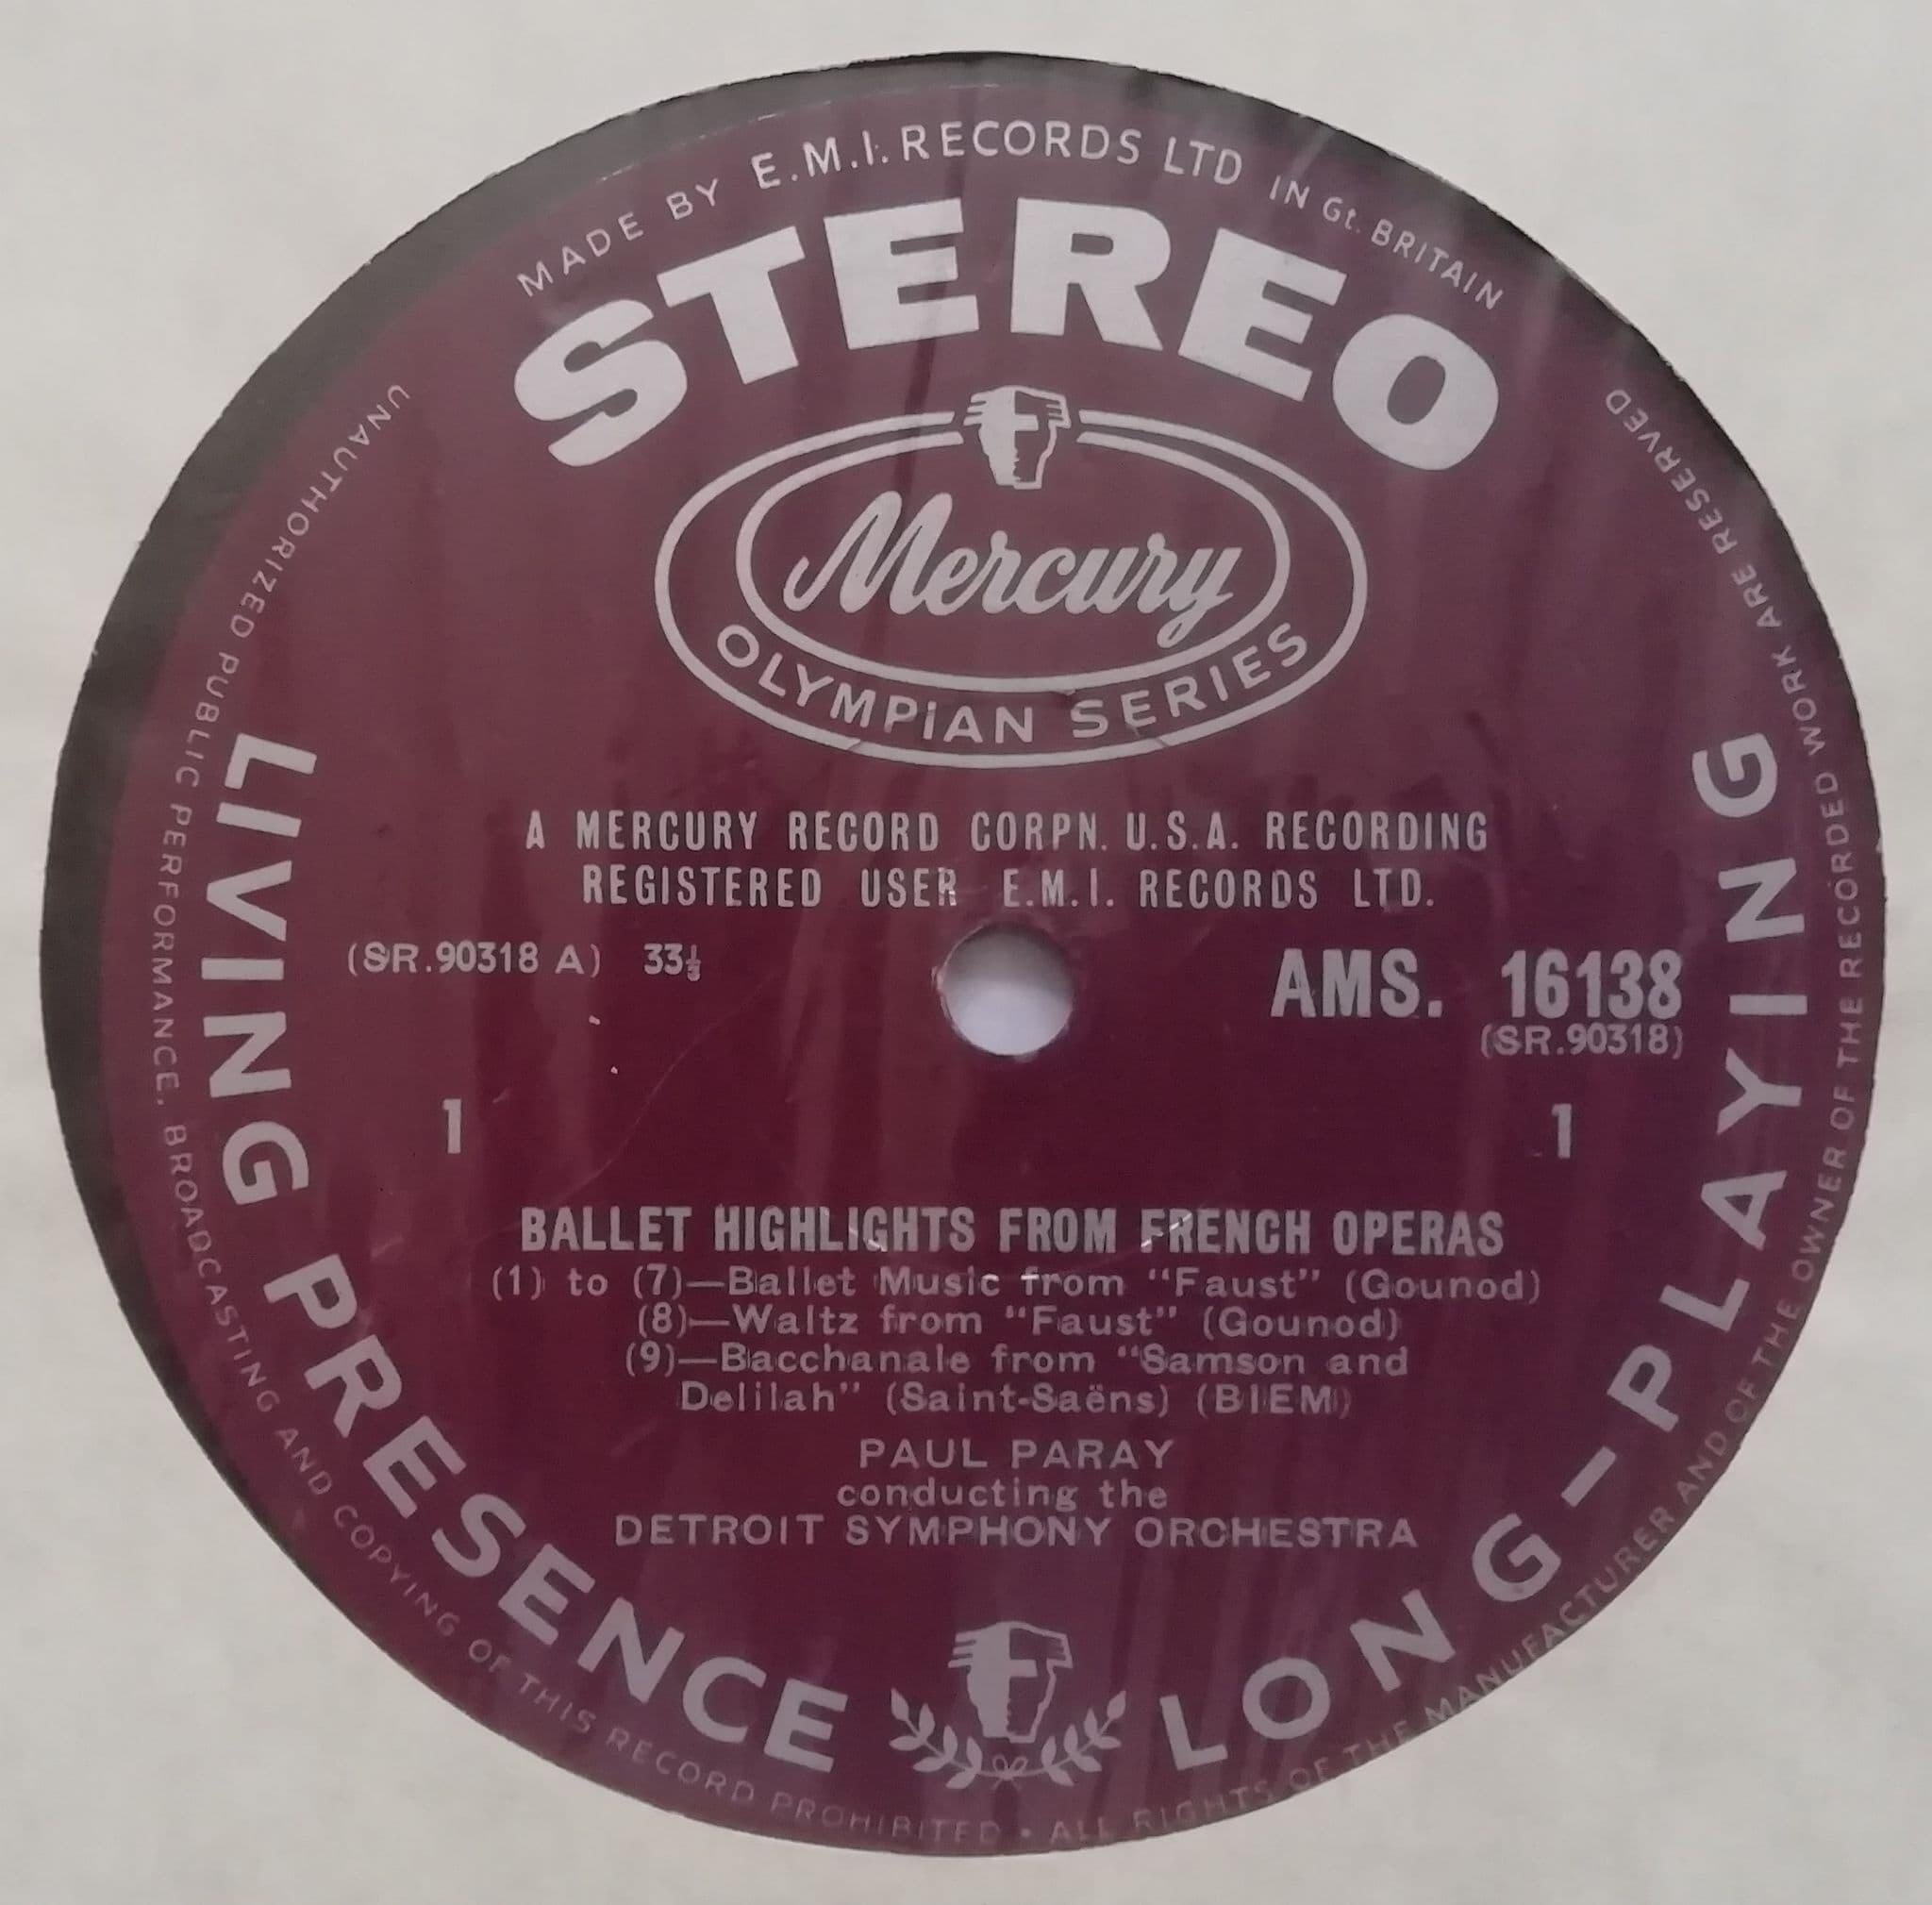 MADE BY E.M.I. RECORDS LTD IN Gt. BRITAIN
STEREO
Mercury
OLYMPiAN SERIES
A MERCURY RECORD CORPN. U.S.A. RECORDING
REGISTERED USER E.M.I. RECORDS LTD.
(SR.90318 A) 33⅓
AMS. 16138
(SR.90318)
1 1
BALLET HIGHLIGHTS FROM FRENCH OPERAS
(1) to (7)—Ballet Music from "Faust" (Gounod)
(8)—Waltz from "Faust" (Gounod)
(9)—Bacchanale from "Samson and
Delilah" (Saint-Saëns) (BIEM)
PAUL PARAY
conducting the
DETROIT SYMPHONY ORCHESTRA
LIVING PRESENCE LONG-PLAYING
UNAUTHORIZED PUBLIC PERFORMANCE, BROADCASTING AND COPYING OF THIS RECORD PROHIBITED • ALL RIGHTS OF THE MANUFACTURER AND OF THE OWNER OF THE RECORDED WORK ARE RESERVED